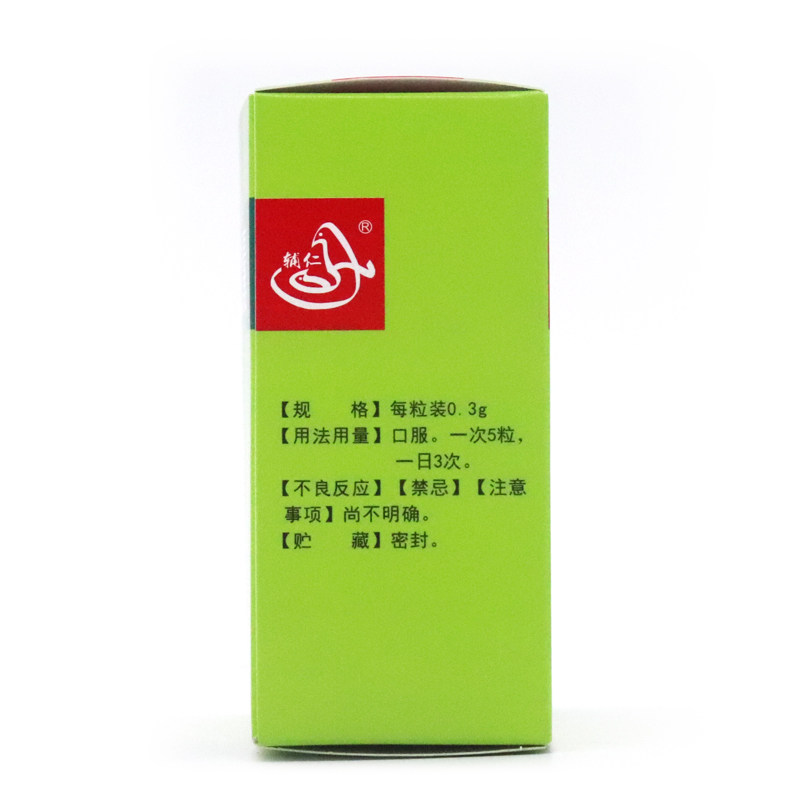 ®
辅仁
【规　　格】每粒装0.3g
【用法用量】口服。一次5粒，
一日3次。
【不良反应】【禁忌】【注意
事项】尚不明确。
【贮　　藏】密封。